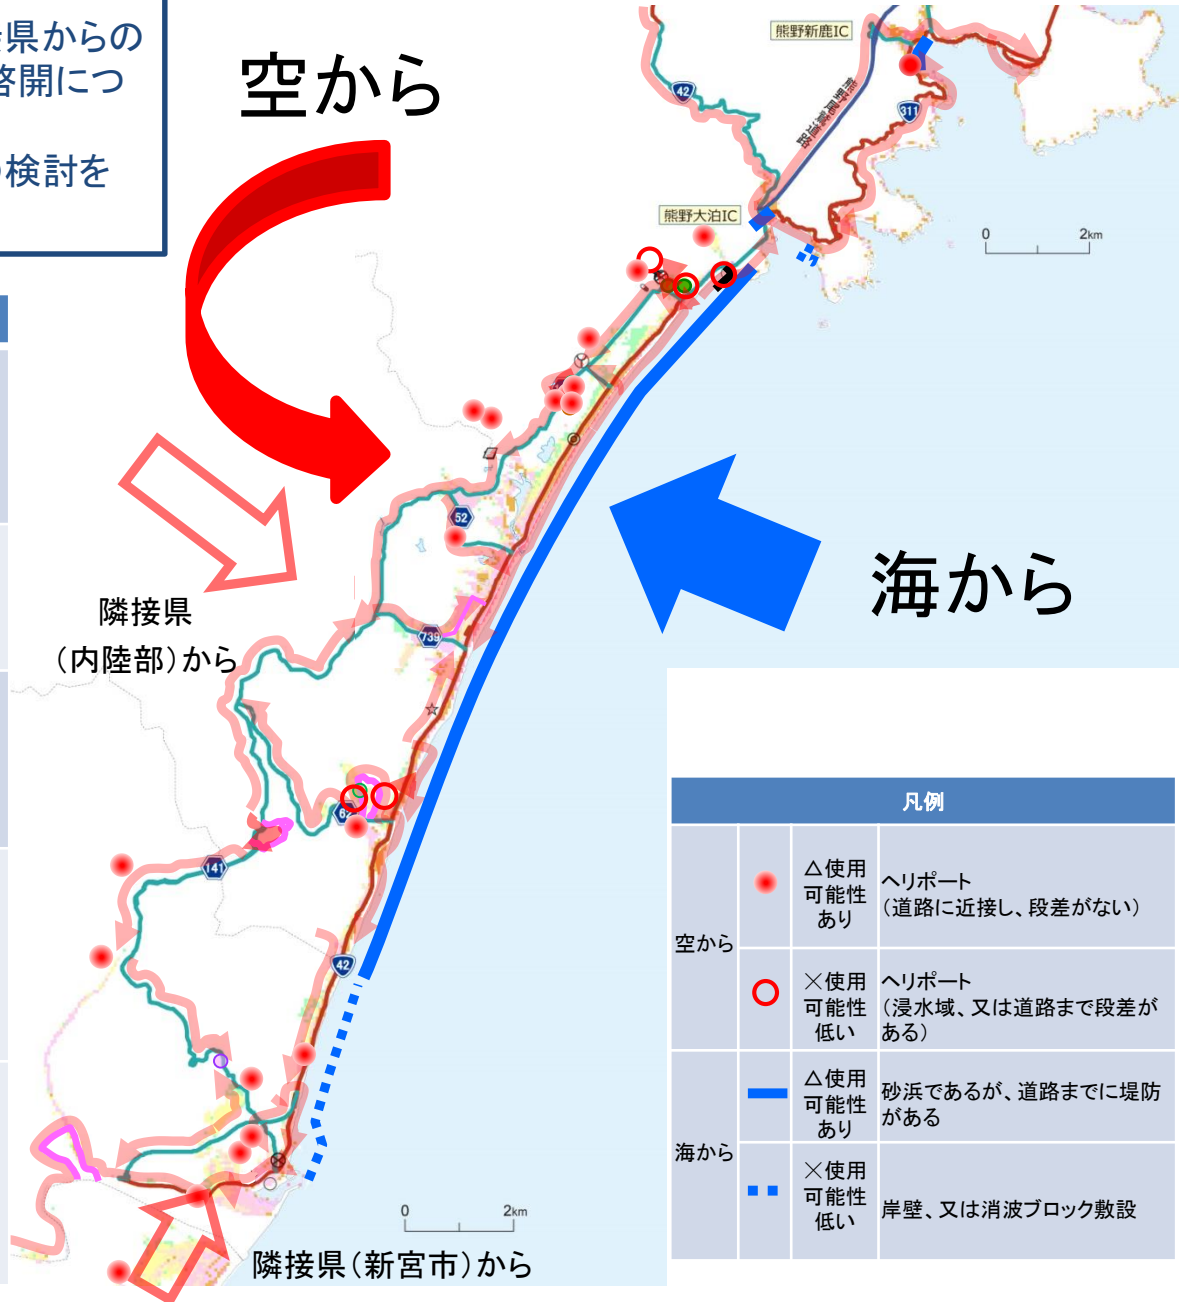 県からの
啓開につ
検討を
空から
熊野新鹿IC
42
熊野尾鷲道路
311
熊野大泊IC
0 2km
52
海から
隣接県
（内陸部）から
739
62
141
42
0 2km
隣接県（新宮市）から
凡例
空から
△使用
可能性
あり
ヘリポート
（道路に近接し、段差がない）
×使用
可能性
低い
ヘリポート
（浸水域、又は道路まで段差が
ある）
海から
△使用
可能性
あり
砂浜であるが、道路までに堤防
がある
×使用
可能性
低い
岸壁、又は消波ブロック敷設